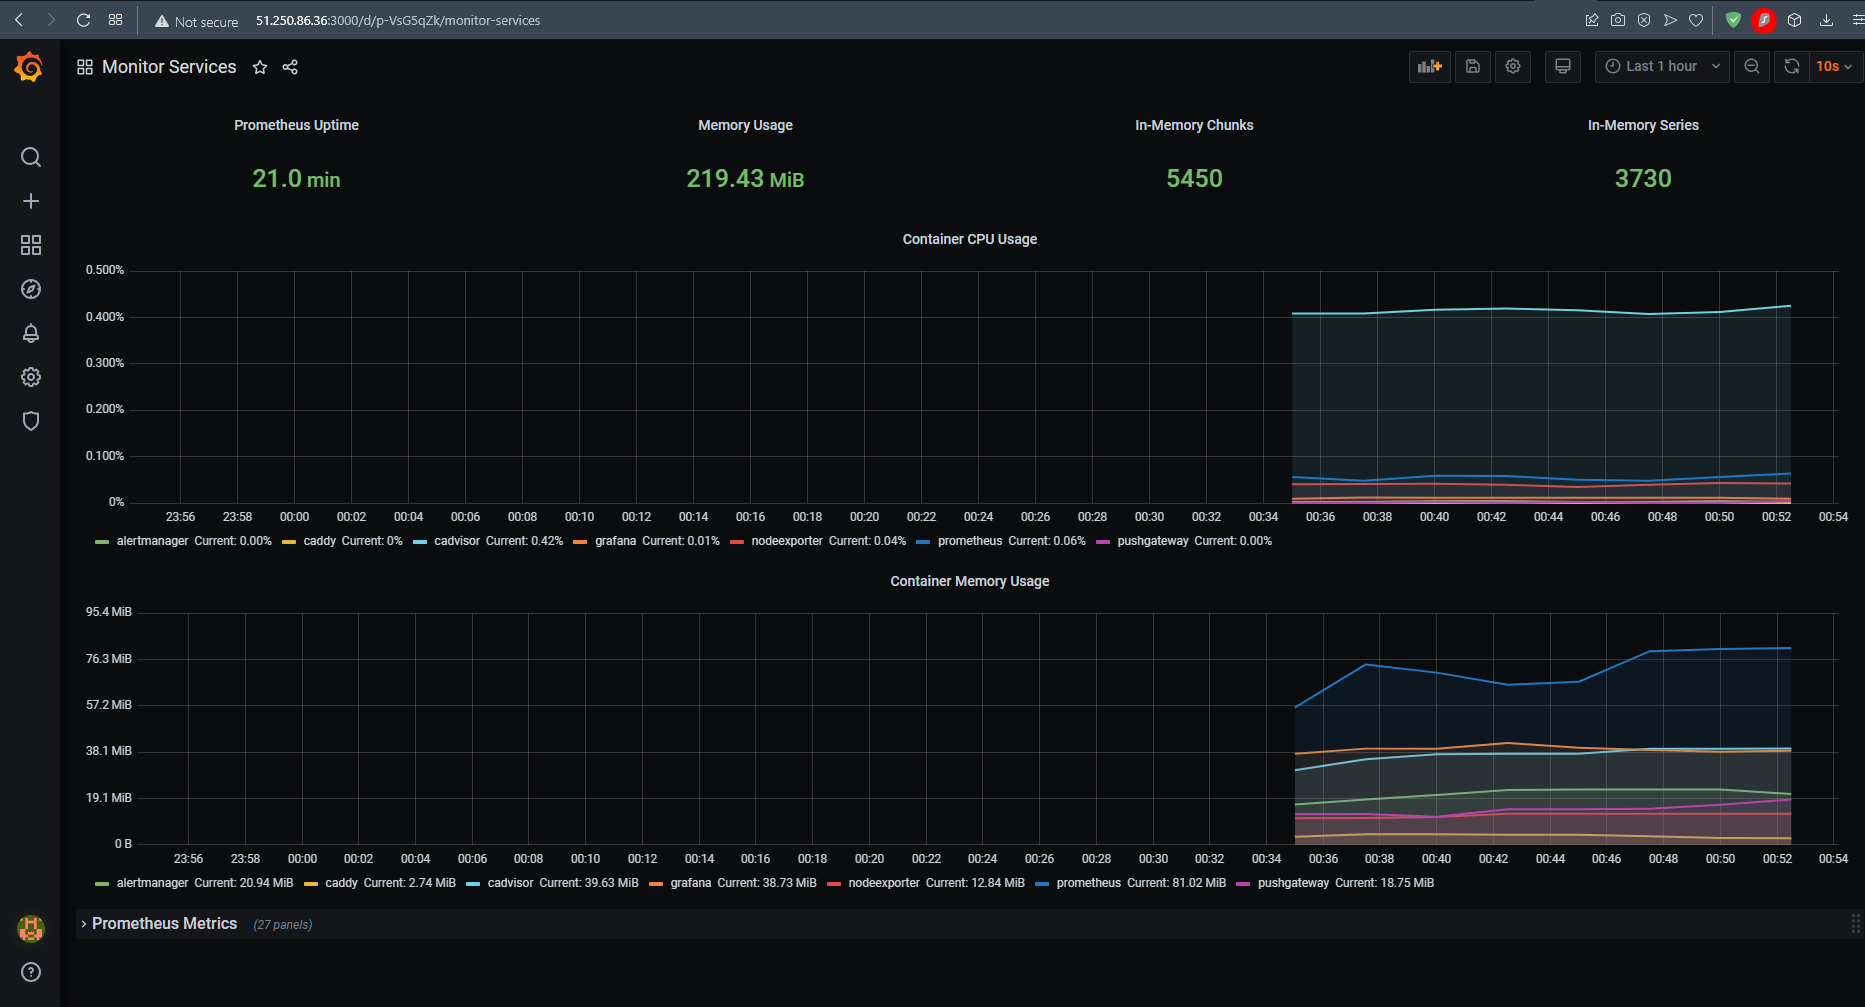 Not secure 51.250.86.36:3000/d/p-VsG5qZk/monitor-services
Monitor Services
Last 1 hour
10s
Prometheus Uptime
21.0 min
Memory Usage
219.43 MiB
In-Memory Chunks
5450
In-Memory Series
3730
Container CPU Usage
0.500%
0.400%
0.300%
0.200%
0.100%
0%
23:56 23:58 00:00 00:02 00:04 00:06 00:08 00:10 00:12 00:14 00:16 00:18 00:20 00:22 00:24 00:26 00:28 00:30 00:32 00:34 00:36 00:38 00:40 00:42 00:44 00:46 00:48 00:50 00:52 00:54
alertmanager Current: 0.00% caddy Current: 0% cadvisor Current: 0.42% grafana Current: 0.01% nodeexporter Current: 0.04% prometheus Current: 0.06% pushgateway Current: 0.00%
Container Memory Usage
95.4 MiB
76.3 MiB
57.2 MiB
38.1 MiB
19.1 MiB
0 B
23:56 23:58 00:00 00:02 00:04 00:06 00:08 00:10 00:12 00:14 00:16 00:18 00:20 00:22 00:24 00:26 00:28 00:30 00:32 00:34 00:36 00:38 00:40 00:42 00:44 00:46 00:48 00:50 00:52 00:54
alertmanager Current: 20.94 MiB caddy Current: 2.74 MiB cadvisor Current: 39.63 MiB grafana Current: 38.73 MiB nodeexporter Current: 12.84 MiB prometheus Current: 81.02 MiB pushgateway Current: 18.75 MiB
Prometheus Metrics (27 panels)